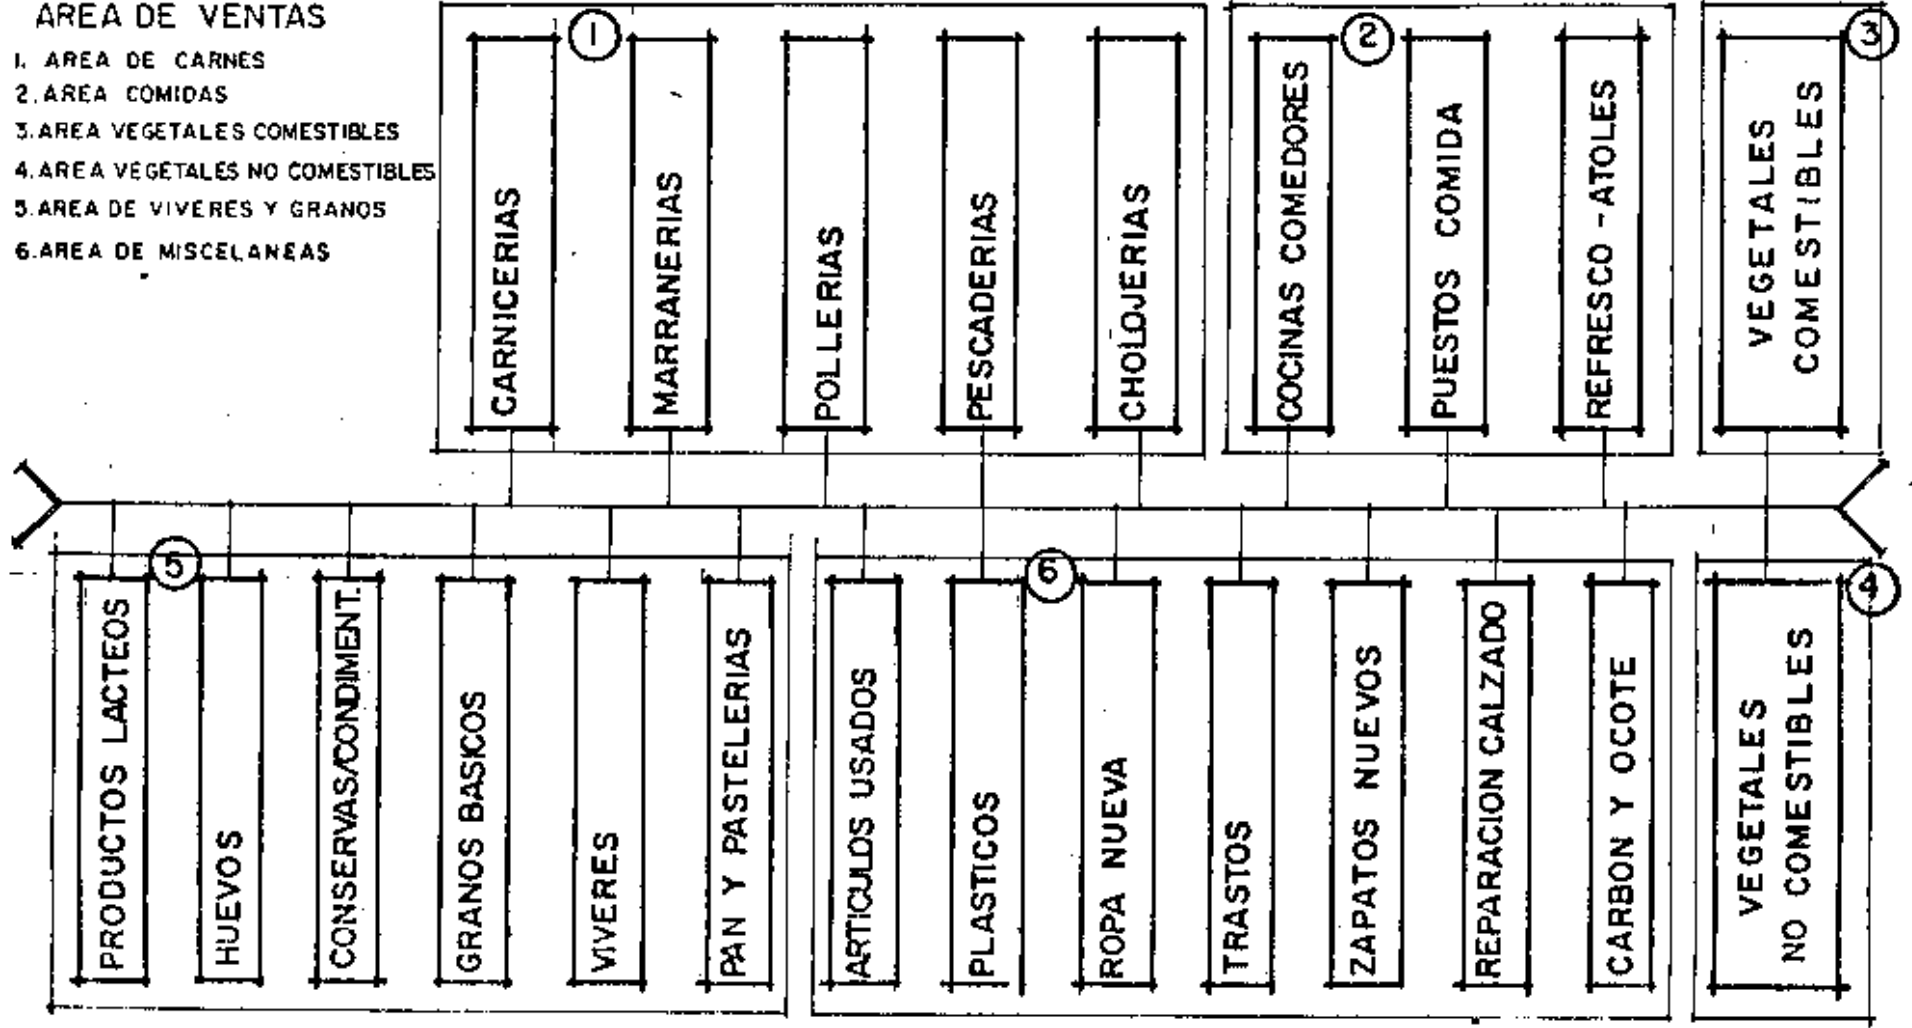 AREA DE VENTAS
1. AREA DE CARNES
2. AREA COMIDAS
3. AREA VEGETALES COMESTIBLES
4. AREA VEGETALES NO COMESTIBLES
5. AREA DE VIVERES Y GRANOS
6. AREA DE MISCELANEAS
1
CARNICERIAS
MARRANERIAS
POLLERIAS
PESCADERIAS
CHOLOJERIAS
2
COCINAS COMEDORES
PUESTOS COMIDA
REFRESCO - ATOLES
3
VEGETALES
COMESTIBLES
5
PRODUCTOS LACTEOS
HUEVOS
CONSERVAS/CONDIMENT.
GRANOS BASICOS
VIVERES
PAN Y PASTELERIAS
6
ARTICULOS USADOS
PLASTICOS
ROPA NUEVA
TRASTOS
ZAPATOS NUEVOS
REPARACION CALZADO
CARBON Y OCOTE
4
VEGETALES
NO COMESTIBLES